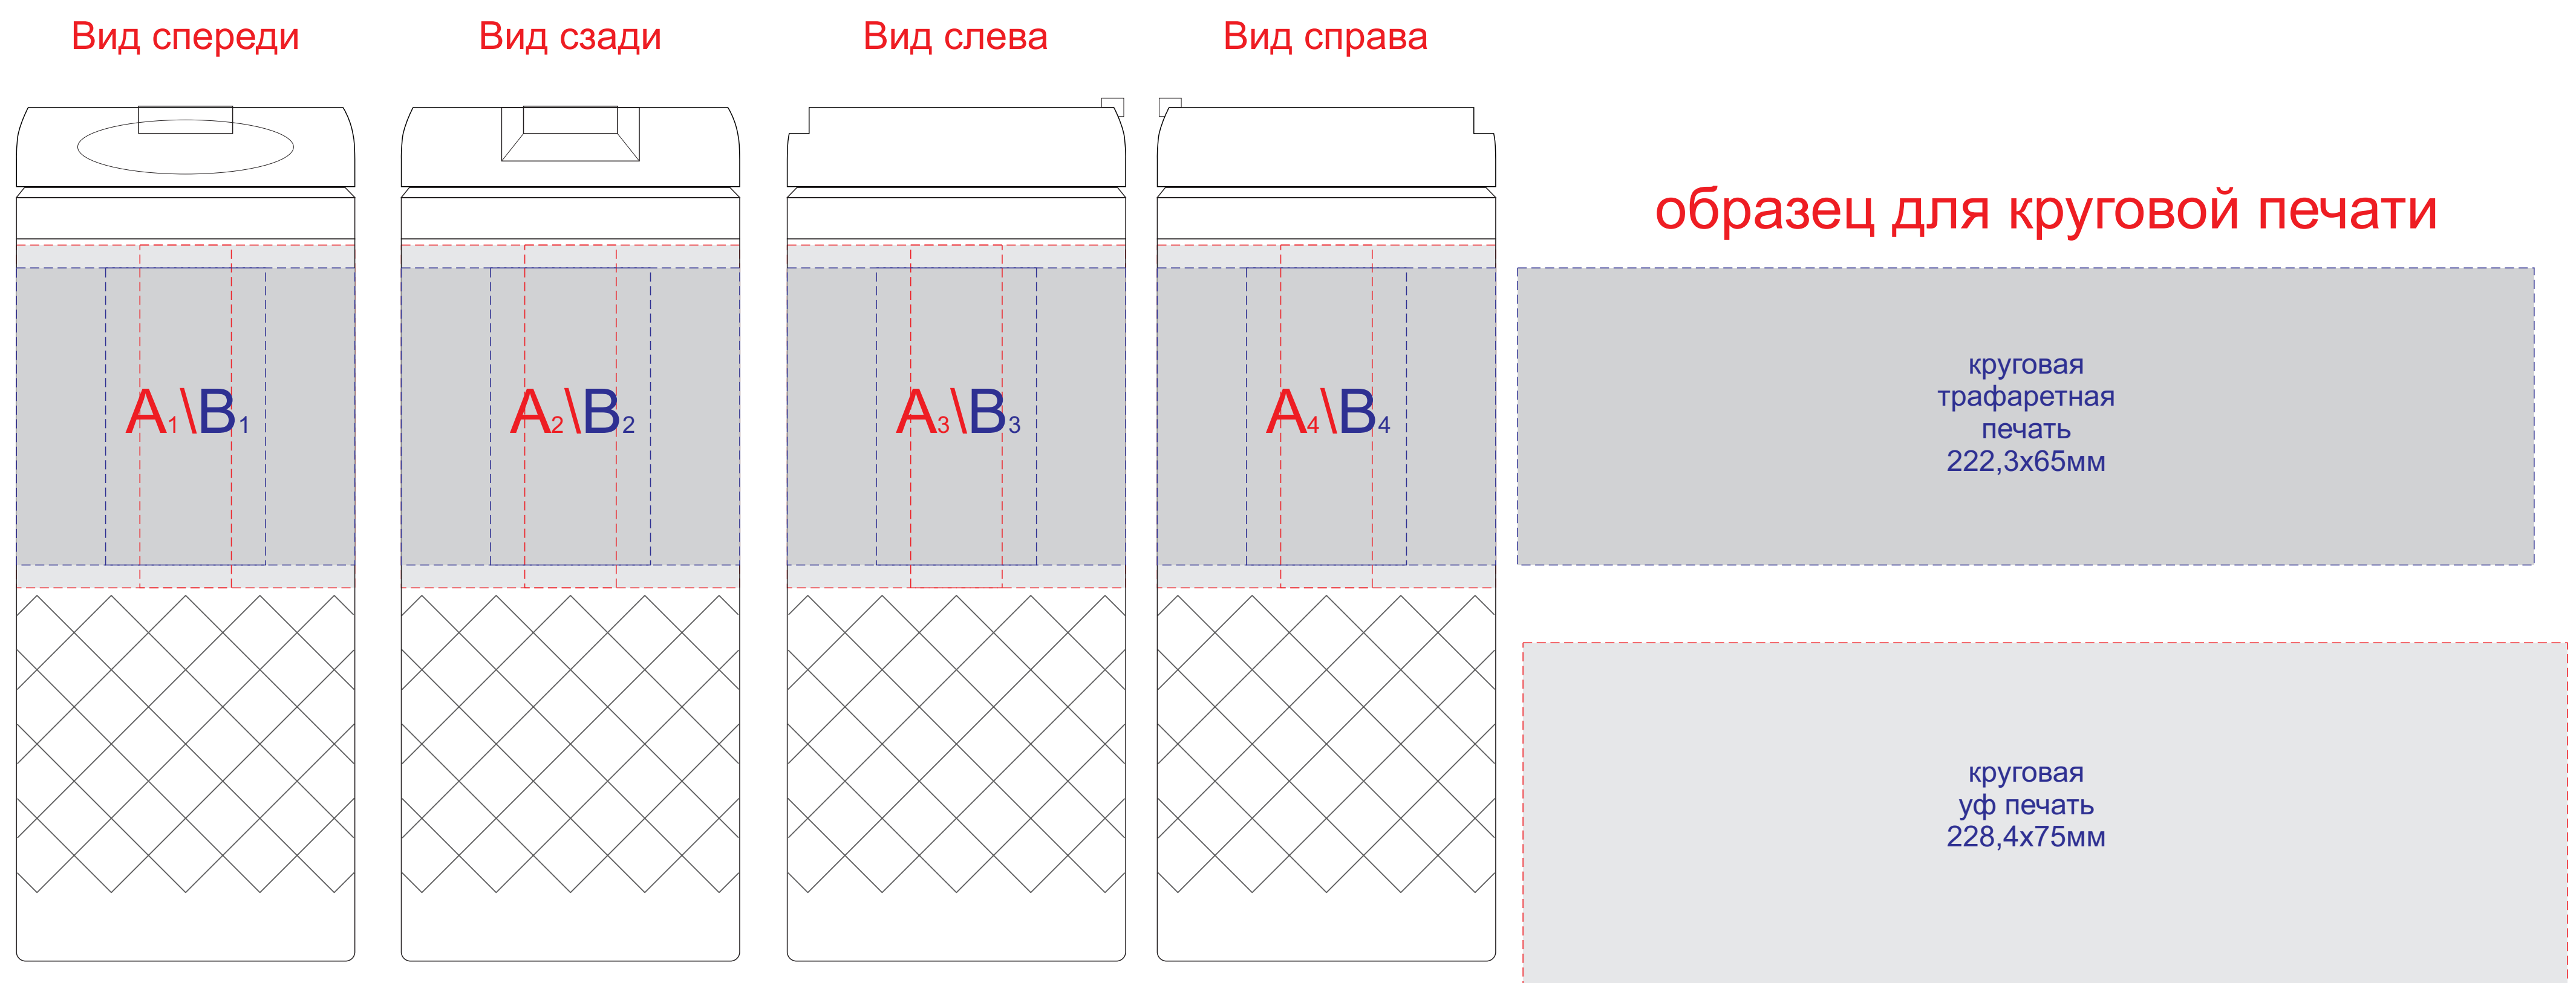 Вид спереди
Вид сзади
Вид слева
Вид справа
образец для круговой печати
A1\B1
A2\B2
A3\B3
A4\B4
круговая
трафаретная
печать
222,3х65мм
круговая
уф печать
228,4х75мм